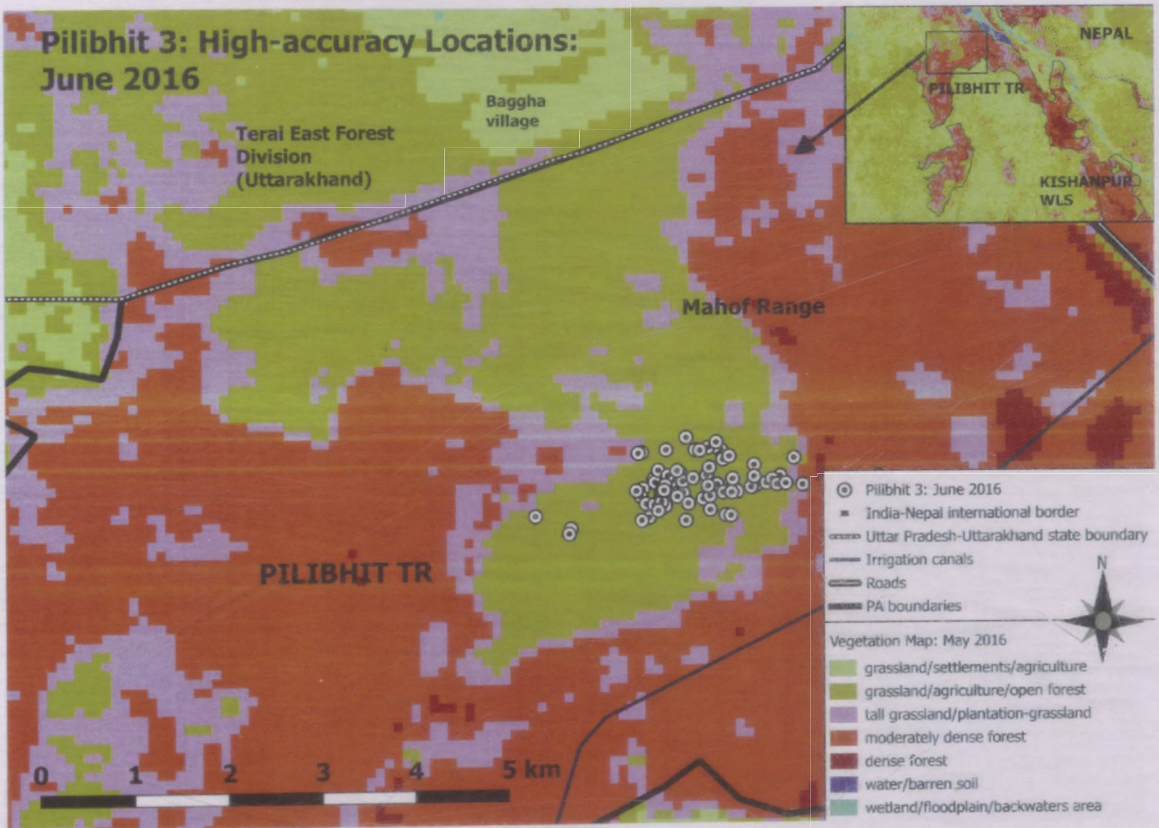 Pilibhit 3: High-accuracy Locations:
June 2016
Baggha
village
Terai East Forest
Division
(Uttarakhand)
NEPAL
PILIBHIT TR
KISHANPUR
WLS
Mahof Range
PILIBHIT TR
0 1 2 3 4 5 km
Pilibhit 3: June 2016
India-Nepal international border
Uttar Pradesh-Uttarakhand state boundary
Irrigation canals
Roads
PA boundaries
N
Vegetation Map: May 2016
grassland/settlements/agriculture
grassland/agriculture/open forest
tall grassland/plantation-grassland
moderately dense forest
dense forest
water/barren soil
wetland/floodplain/backwaters area